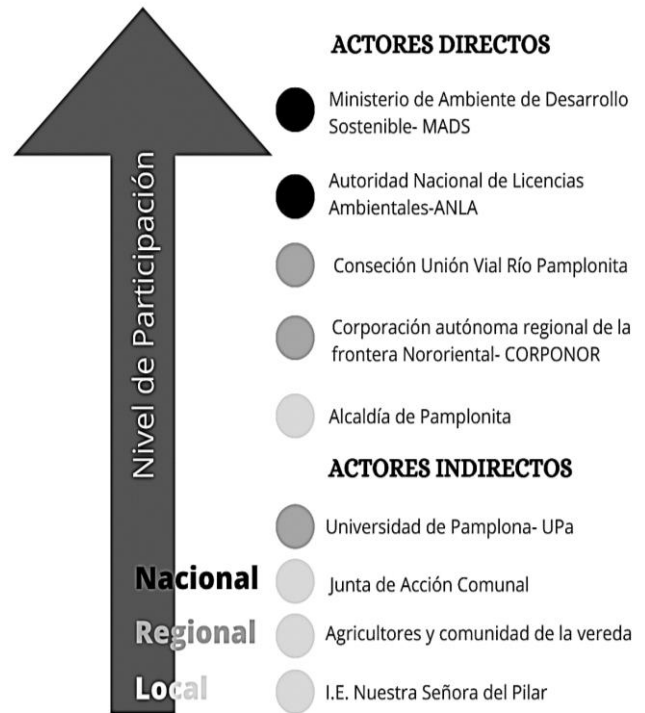 ACTORES DIRECTOS
Ministerio de Ambiente de Desarrollo
Sostenible- MADS
Autoridad Nacional de Licencias
Ambientales-ANLA
Conseción Unión Vial Río Pamplonita
Corporación autónoma regional de la
frontera Nororiental- CORPONOR
Alcaldía de Pamplonita
Nivel de Participación
ACTORES INDIRECTOS
Universidad de Pamplona- UPa
Nacional
Junta de Acción Comunal
Regional
Agricultores y comunidad de la vereda
Local
I.E. Nuestra Señora del Pilar